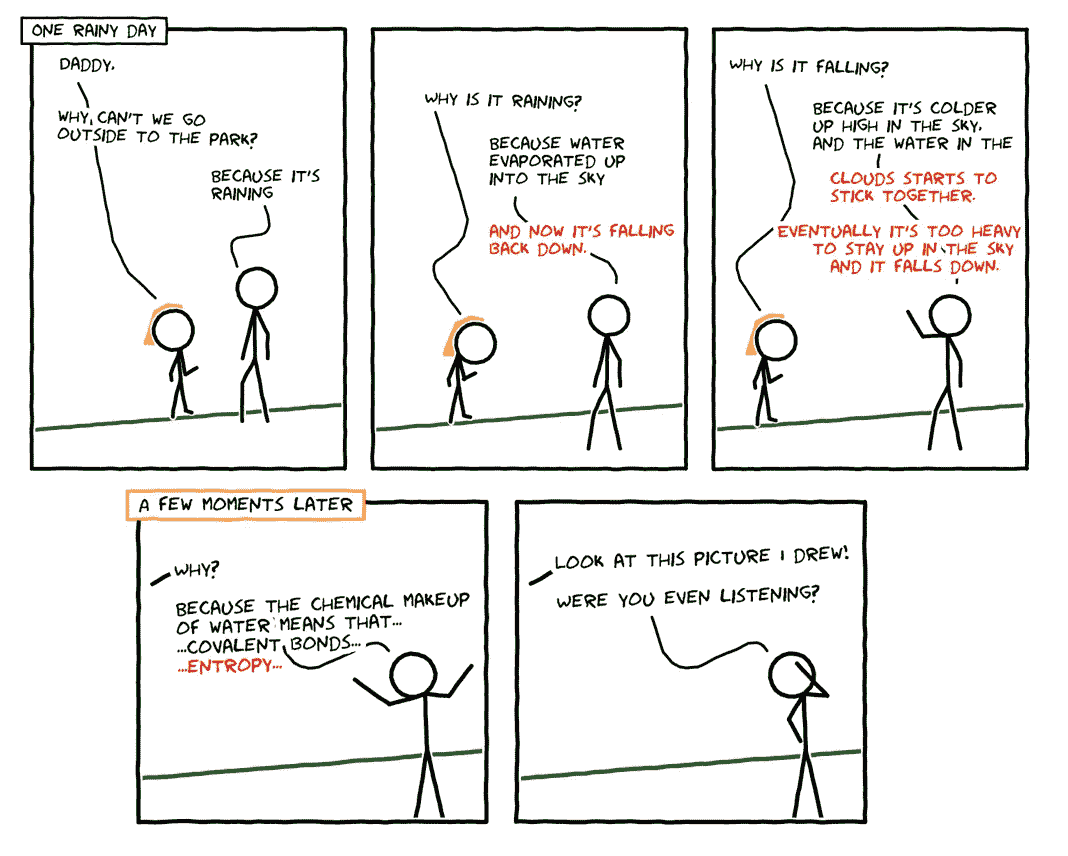 ONE RAINY DAY
DADDY,
WHY, CAN'T WE GO
OUTSIDE TO THE PARK?
BECAUSE IT'S
RAINING
WHY IS IT RAINING?
BECAUSE WATER
EVAPORATED UP
INTO THE SKY
AND NOW IT'S FALLING
BACK DOWN.
WHY IS IT FALLING?
BECAUSE IT'S COLDER
UP HIGH IN THE SKY,
AND THE WATER IN THE
CLOUDS STARTS TO
STICK TOGETHER.
EVENTUALLY IT'S TOO HEAVY
TO STAY UP IN THE SKY
AND IT FALLS DOWN.
A FEW MOMENTS LATER
WHY?
BECAUSE THE CHEMICAL MAKEUP
OF WATER MEANS THAT...
...COVALENT BONDS...
...ENTROPY...
LOOK AT THIS PICTURE I DREW!
WERE YOU EVEN LISTENING?